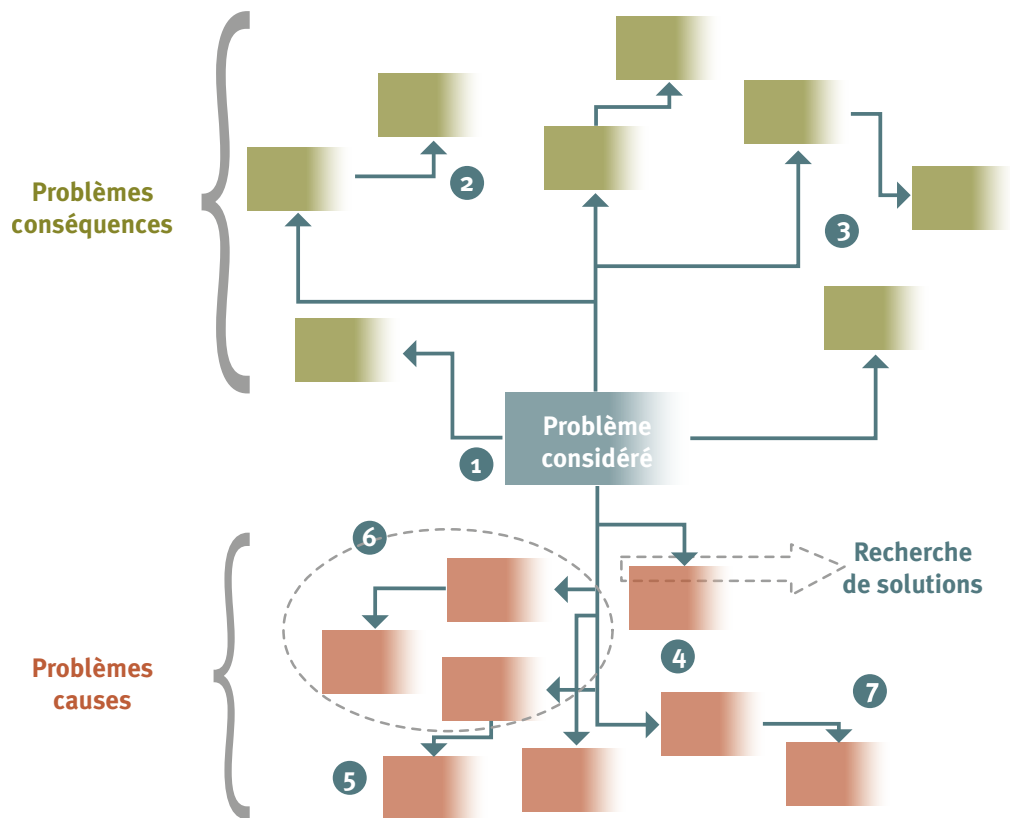 2
Problèmes
conséquences
3
Problème
considéré
1
6
Recherche
de solutions
4
Problèmes
causes
7
5